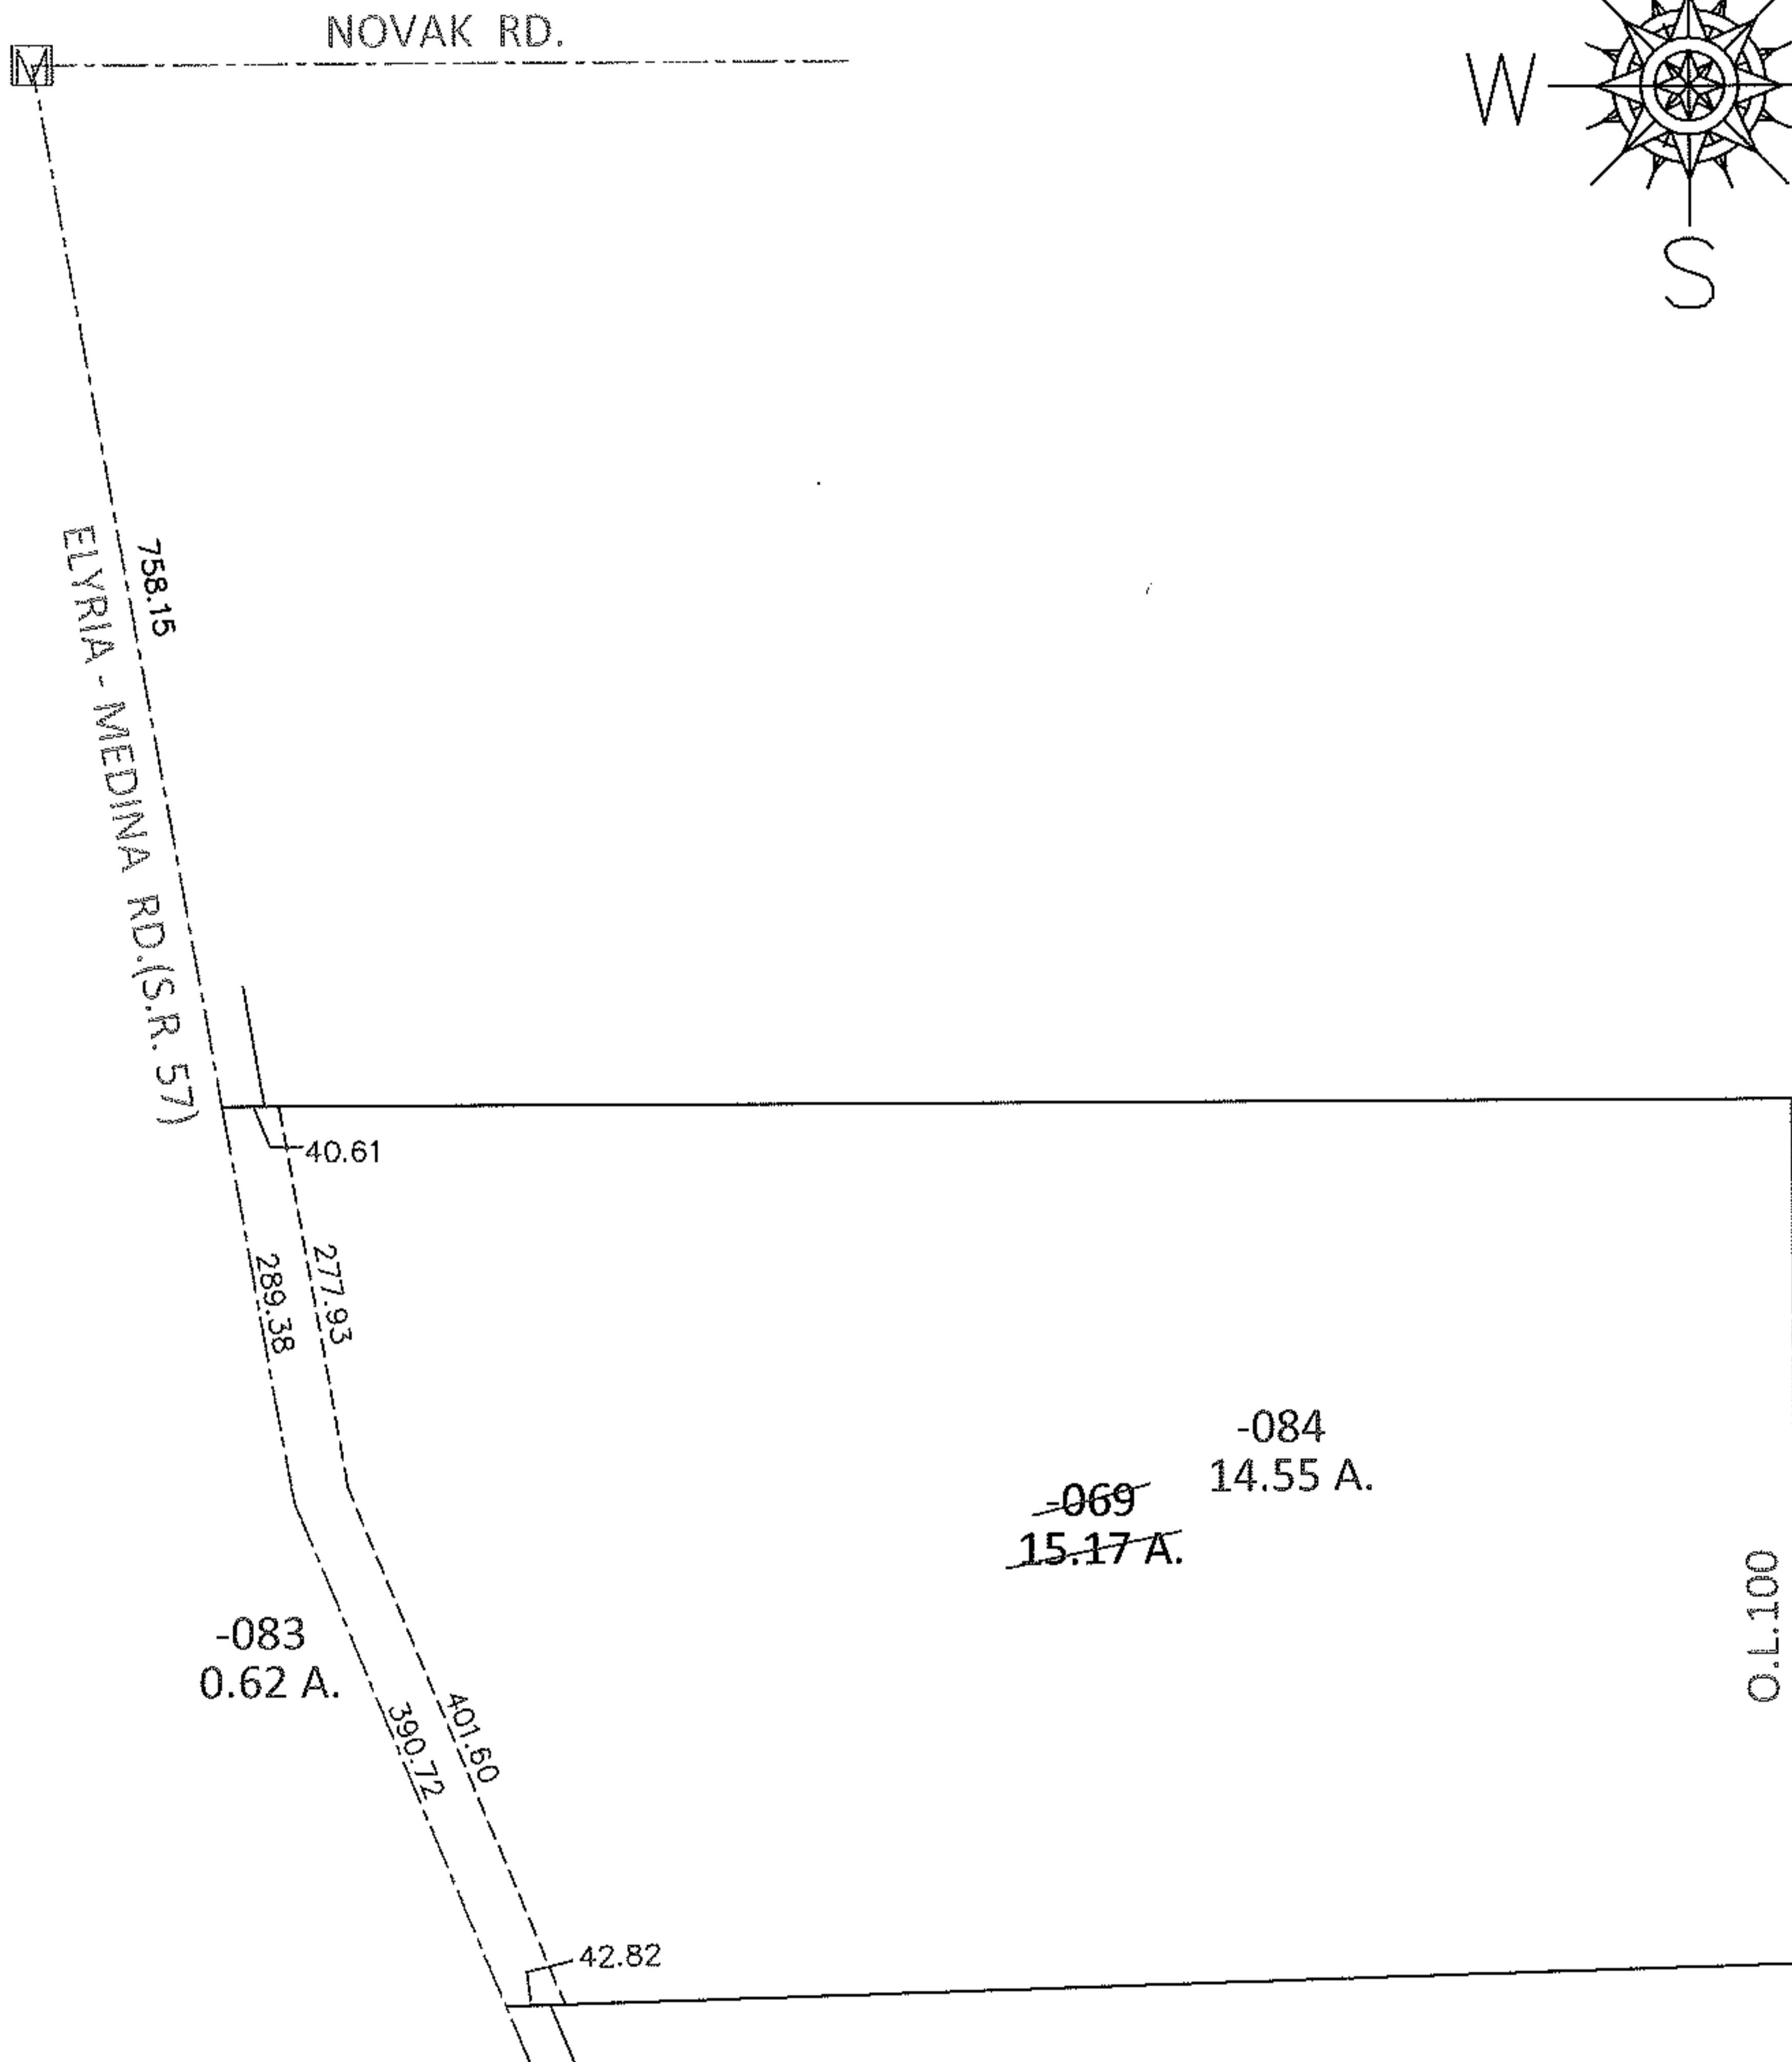 NOVAK RD.
M
W
S
758.15
ELYRIA - MEDINA RD.(S.R. 57)
40.61
277.93
289.38
-084
14.55 A.
-069
15.17 A.
O.L.100
-083
0.62 A.
401.60
390.72
42.82